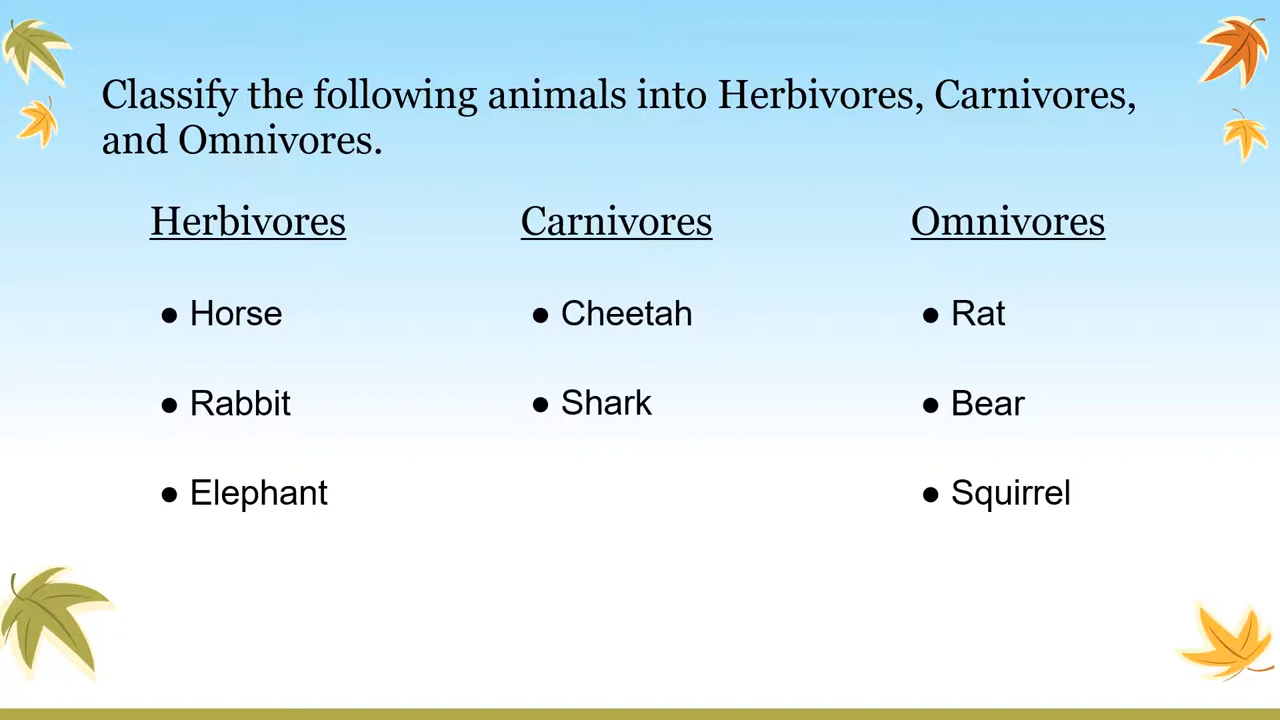 Classify the following animals into Herbivores, Carnivores,
and Omnivores.
Herbivores Carnivores Omnivores
● Horse ● Cheetah ● Rat
● Rabbit ● Shark ● Bear
● Elephant ● Squirrel